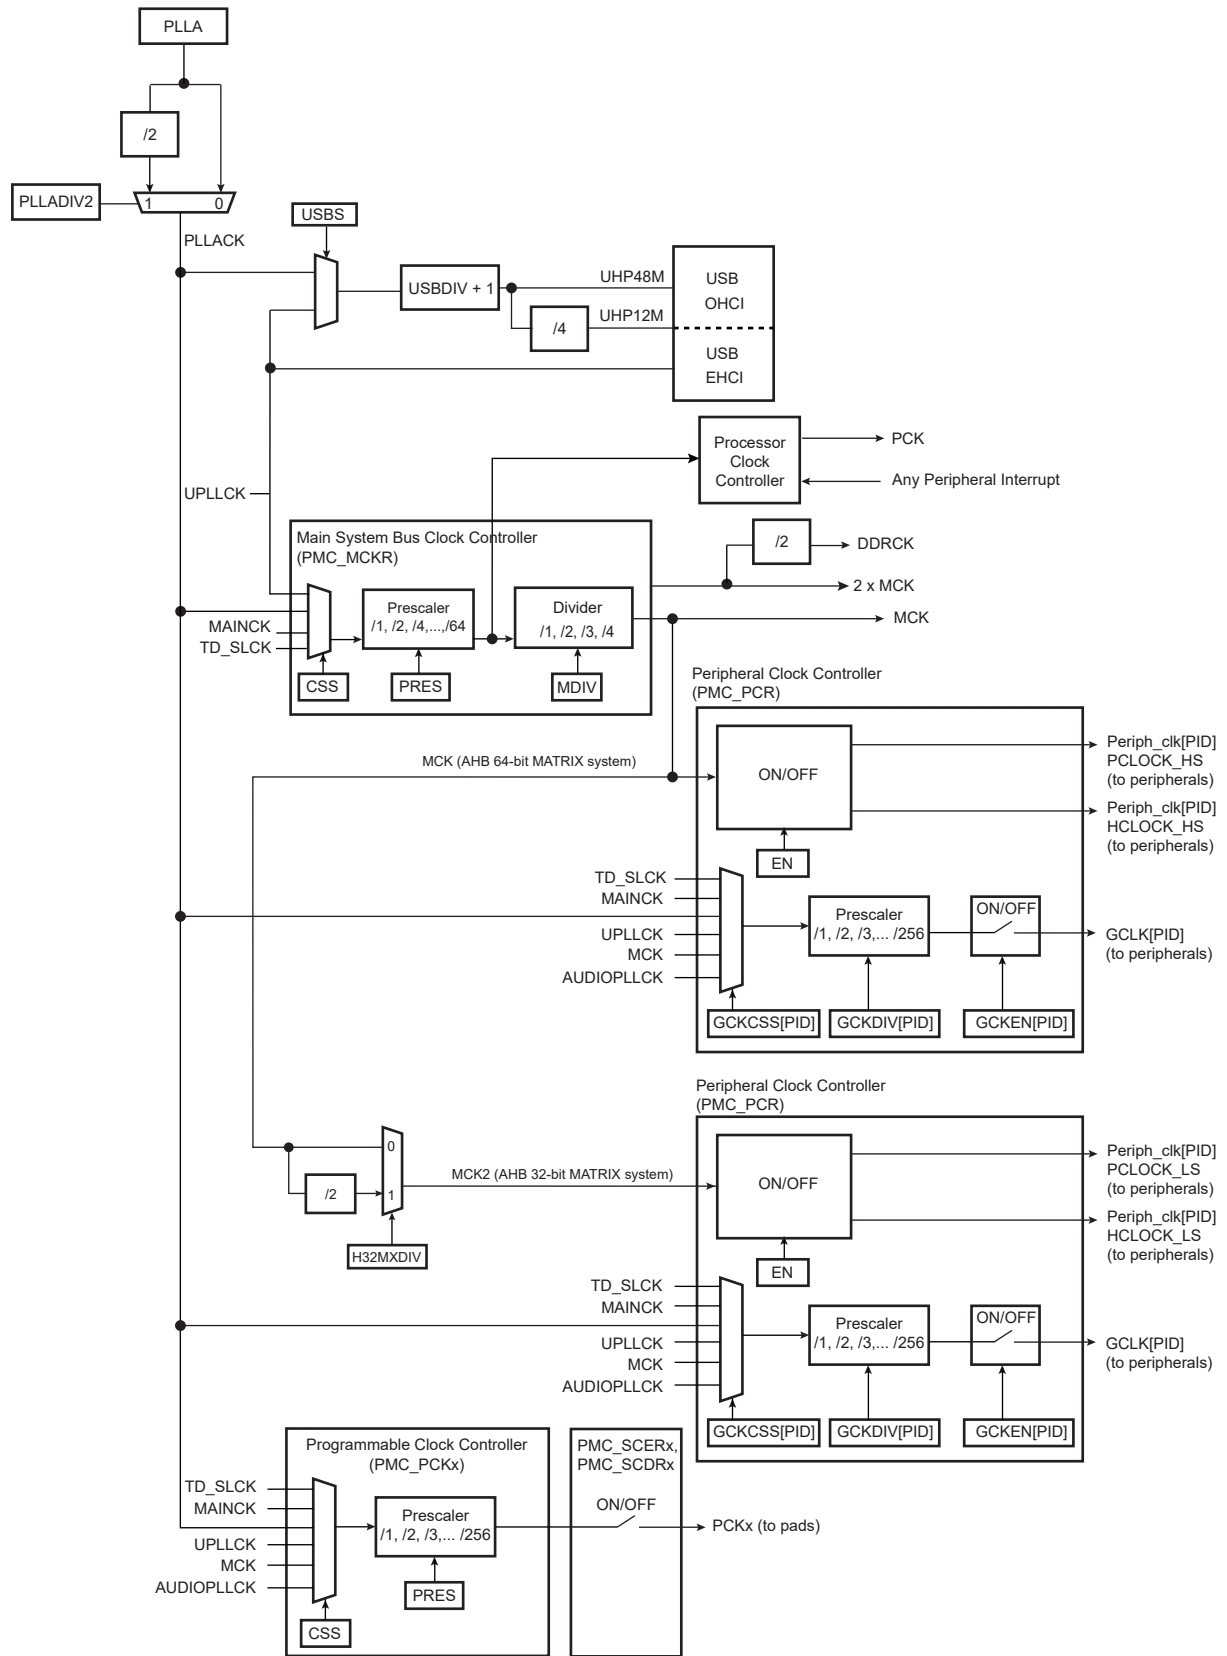 PLLA
/2
PLLADIV2
1
0
PLLACK
USBS
USBDIV + 1
UHP48M
USB
OHCI
/4
UHP12M
USB
EHCI
Processor
Clock
Controller
PCK
Any Peripheral Interrupt
UPLLCK
Main System Bus Clock Controller
(PMC_MCKR)
/2
DDRCK
2 x MCK
MAINCK
TD_SLCK
Prescaler
/1, /2, /4,...,/64
Divider
/1, /2, /3, /4
MCK
CSS
PRES
MDIV
Peripheral Clock Controller
(PMC_PCR)
MCK (AHB 64-bit MATRIX system)
ON/OFF
Periph_clk[PID]
PCLOCK_HS
(to peripherals)
Periph_clk[PID]
HCLOCK_HS
(to peripherals)
EN
TD_SLCK
MAINCK
UPLLCK
MCK
AUDIOPLLCK
Prescaler
/1, /2, /3,... /256
ON/OFF
GCLK[PID]
(to peripherals)
GCKCSS[PID]
GCKDIV[PID]
GCKEN[PID]
Peripheral Clock Controller
(PMC_PCR)
0
/2
1
H32MXDIV
MCK2 (AHB 32-bit MATRIX system)
ON/OFF
Periph_clk[PID]
PCLOCK_LS
(to peripherals)
Periph_clk[PID]
HCLOCK_LS
(to peripherals)
EN
TD_SLCK
MAINCK
UPLLCK
MCK
AUDIOPLLCK
Prescaler
/1, /2, /3,... /256
ON/OFF
GCLK[PID]
(to peripherals)
GCKCSS[PID]
GCKDIV[PID]
GCKEN[PID]
Programmable Clock Controller
(PMC_PCKx)
PMC_SCERx,
PMC_SCDRx
TD_SLCK
MAINCK
UPLLCK
MCK
AUDIOPLLCK
Prescaler
/1, /2, /3,... /256
ON/OFF
PCKx (to pads)
PRES
CSS